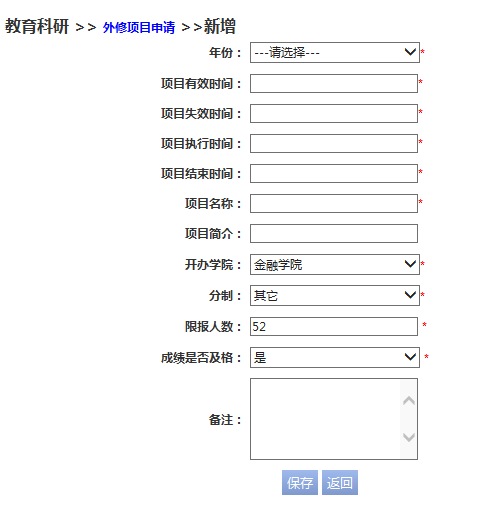 教育科研 >> 外修项目申请 >>新增
年份： ---请选择--- *
项目有效时间： *
项目失效时间： *
项目执行时间： *
项目结束时间： *
项目名称： *
项目简介：
开办学院： 金融学院 *
分制： 其它 *
限报人数： 52 *
成绩是否及格： 是 *
备注：
保存 返回